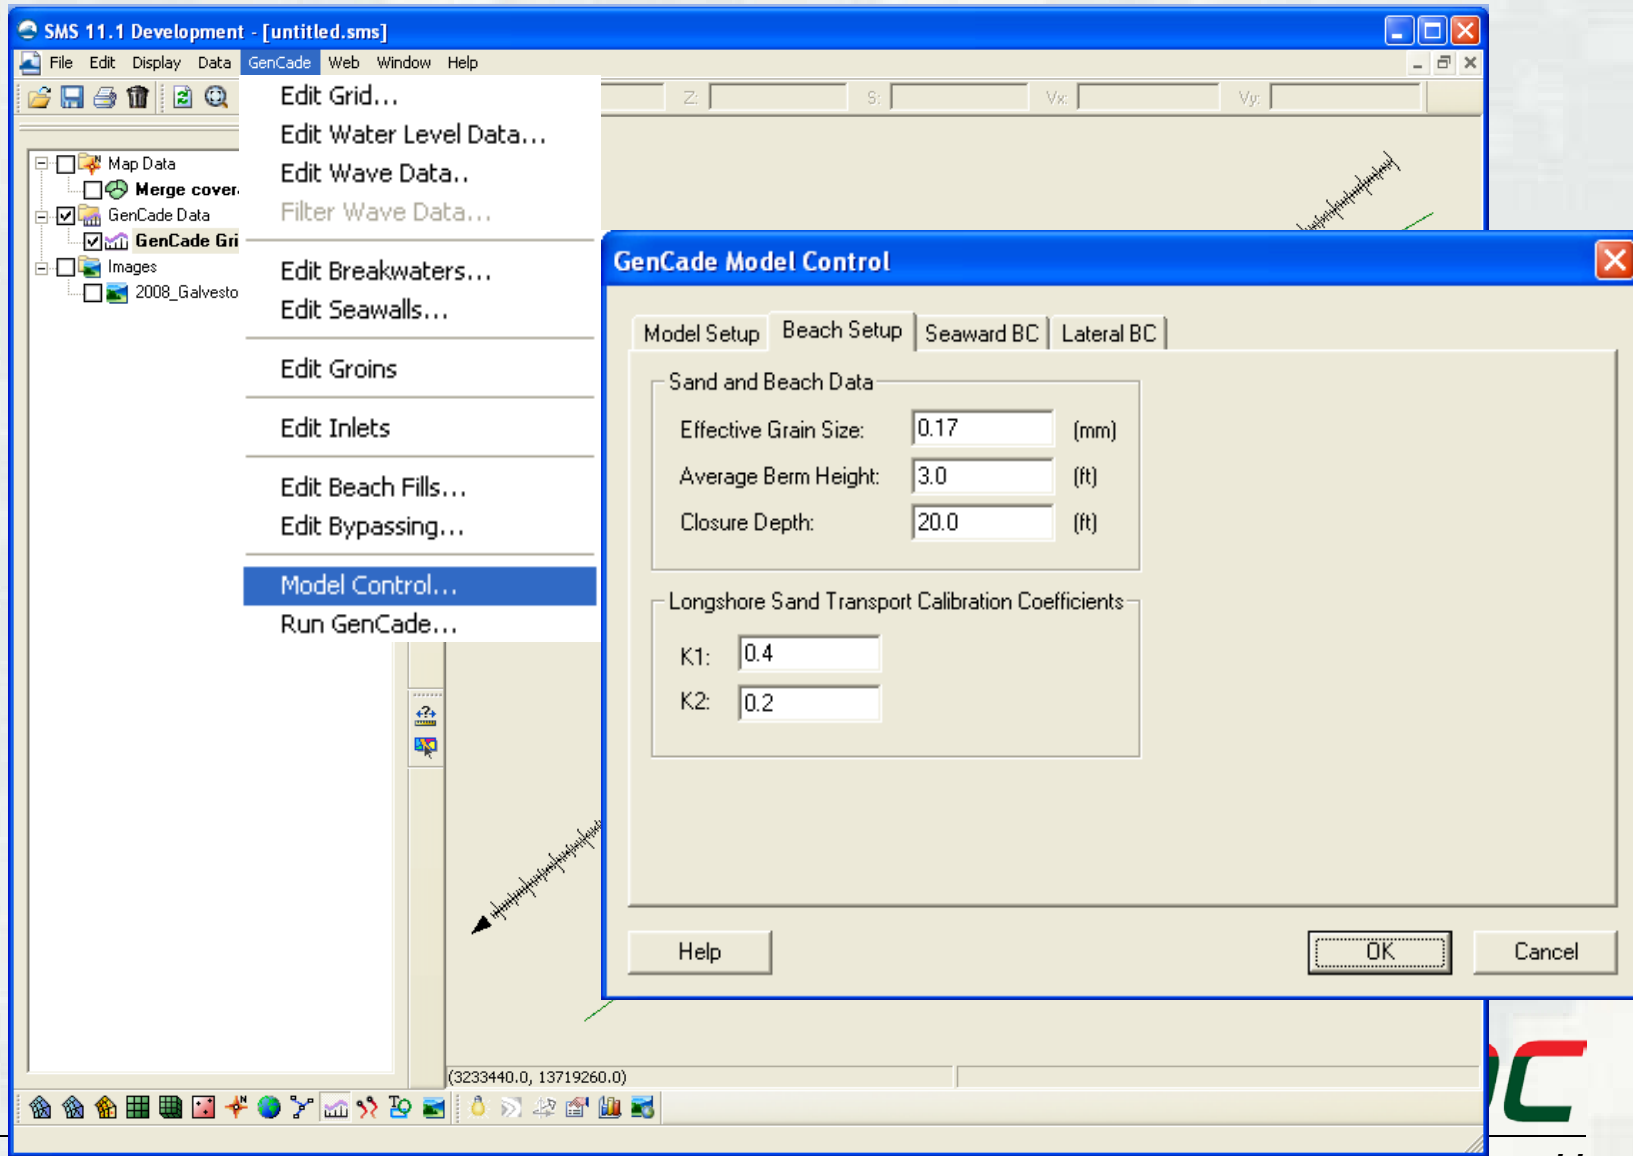 SMS 11.1 Development - [untitled.sms]
File Edit Display Data GenCade Web Window Help
Z: S: Vx: Vy:
Edit Grid...
Edit Water Level Data...
Edit Wave Data..
Filter Wave Data...
Edit Breakwaters...
Edit Seawalls...
Edit Groins
Edit Inlets
Edit Beach Fills...
Edit Bypassing...
Model Control...
Run GenCade...
Map Data
Merge cover
GenCade Data
GenCade Gri
Images
2008_Galvesto
GenCade Model Control
Model Setup Beach Setup Seaward BC Lateral BC
Sand and Beach Data
Effective Grain Size: 0.17 (mm)
Average Berm Height: 3.0 (ft)
Closure Depth: 20.0 (ft)
Longshore Sand Transport Calibration Coefficients
K1: 0.4
K2: 0.2
Help OK Cancel
(3233440.0, 13719260.0)